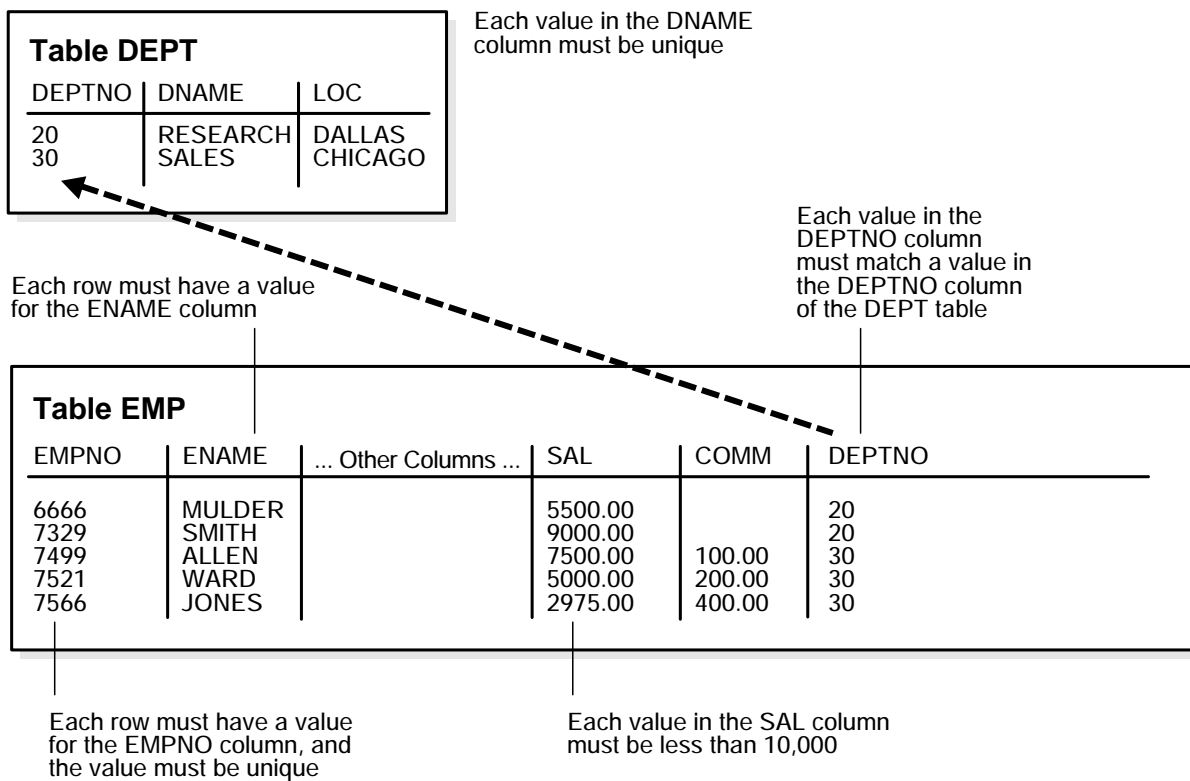 Each value in the DNAME
column must be unique
Table DEPT
DEPTNO DNAME LOC
20 RESEARCH DALLAS
30 SALES CHICAGO
Each value in the
DEPTNO column
must match a value in
the DEPTNO column
of the DEPT table
Each row must have a value
for the ENAME column
Table EMP
EMPNO ENAME ... Other Columns ... SAL COMM DEPTNO
6666 MULDER 5500.00 20
7329 SMITH 9000.00 20
7499 ALLEN 7500.00 100.00 30
7521 WARD 5000.00 200.00 30
7566 JONES 2975.00 400.00 30
Each row must have a value
for the EMPNO column, and
the value must be unique
Each value in the SAL column
must be less than 10,000